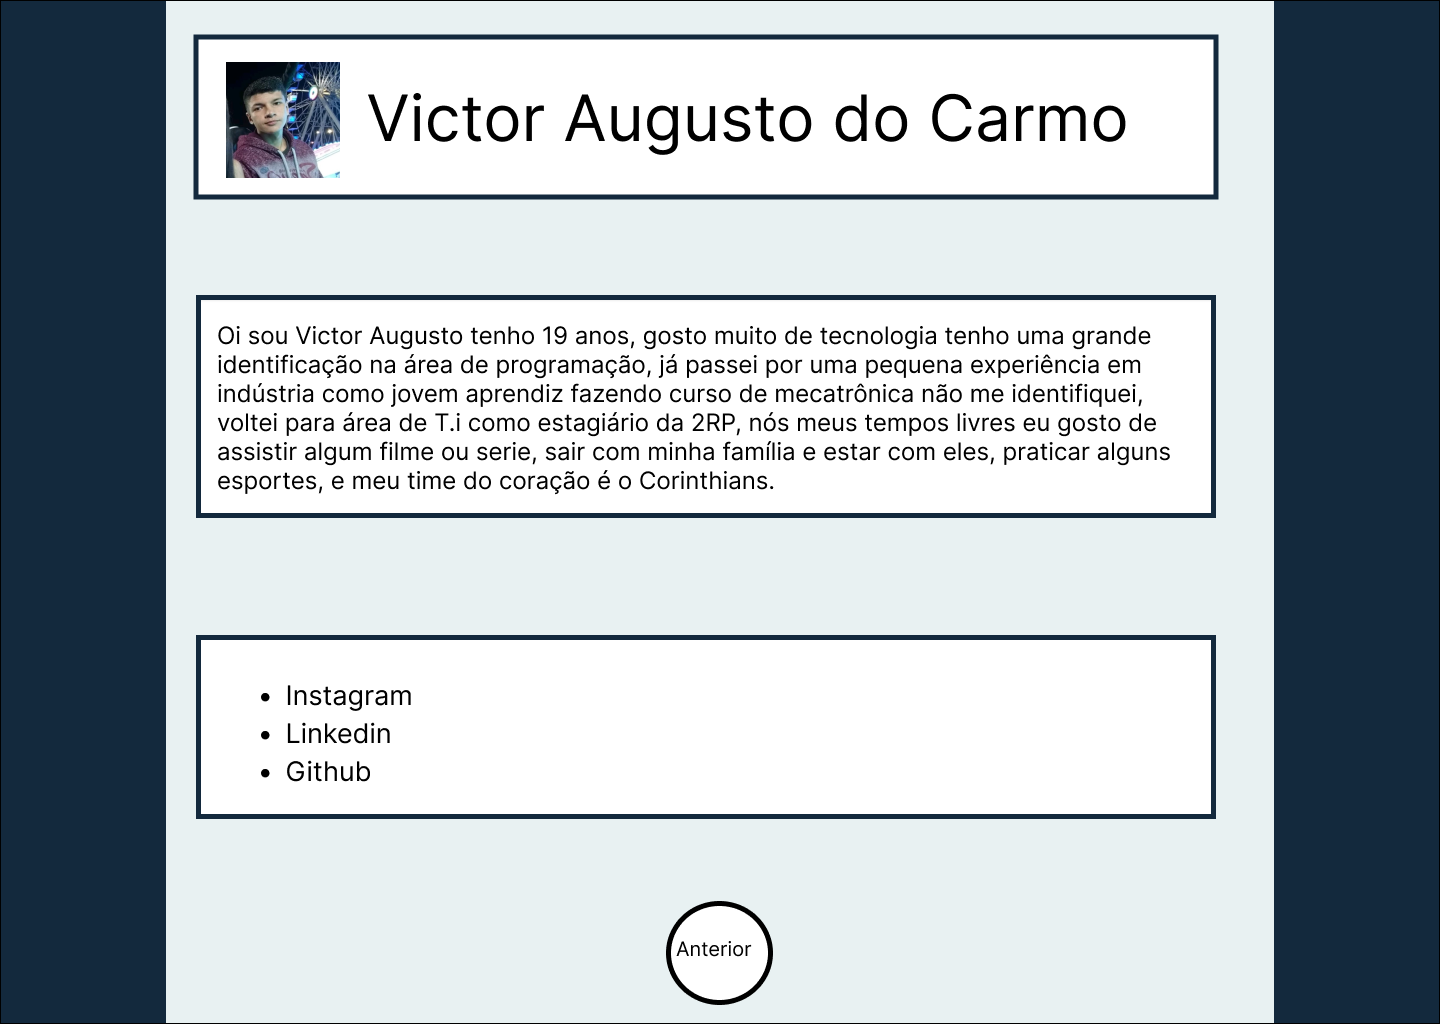 Victor Augusto do Carmo
Oi sou Victor Augusto tenho 19 anos, gosto muito de tecnologia tenho uma grande
identificação na área de programação, já passei por uma pequena experiência em
indústria como jovem aprendiz fazendo curso de mecatrônica não me identifiquei,
voltei para área de T.i como estagiário da 2RP, nós meus tempos livres eu gosto de
assistir algum filme ou serie, sair com minha família e estar com eles, praticar alguns
esportes, e meu time do coração é o Corinthians.
• Instagram
• Linkedin
• Github
Anterior